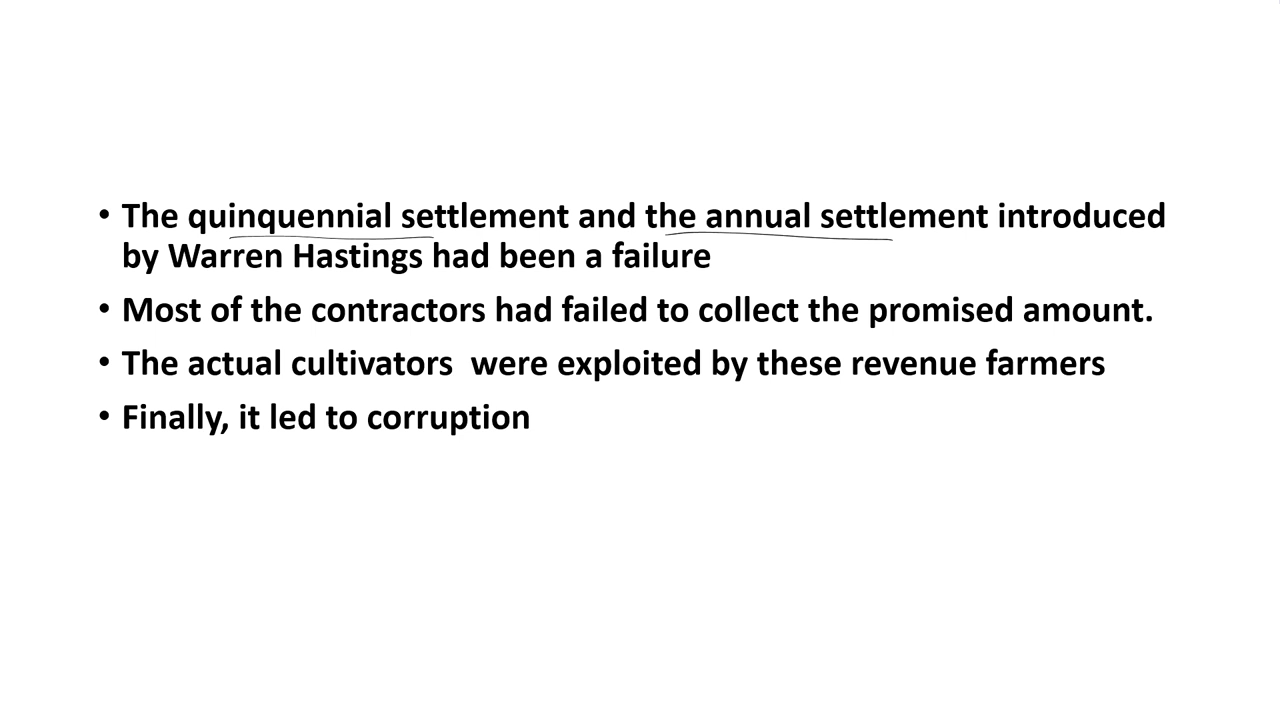 • The quinquennial settlement and the annual settlement introduced
by Warren Hastings had been a failure
• Most of the contractors had failed to collect the promised amount.
• The actual cultivators  were exploited by these revenue farmers
• Finally, it led to corruption